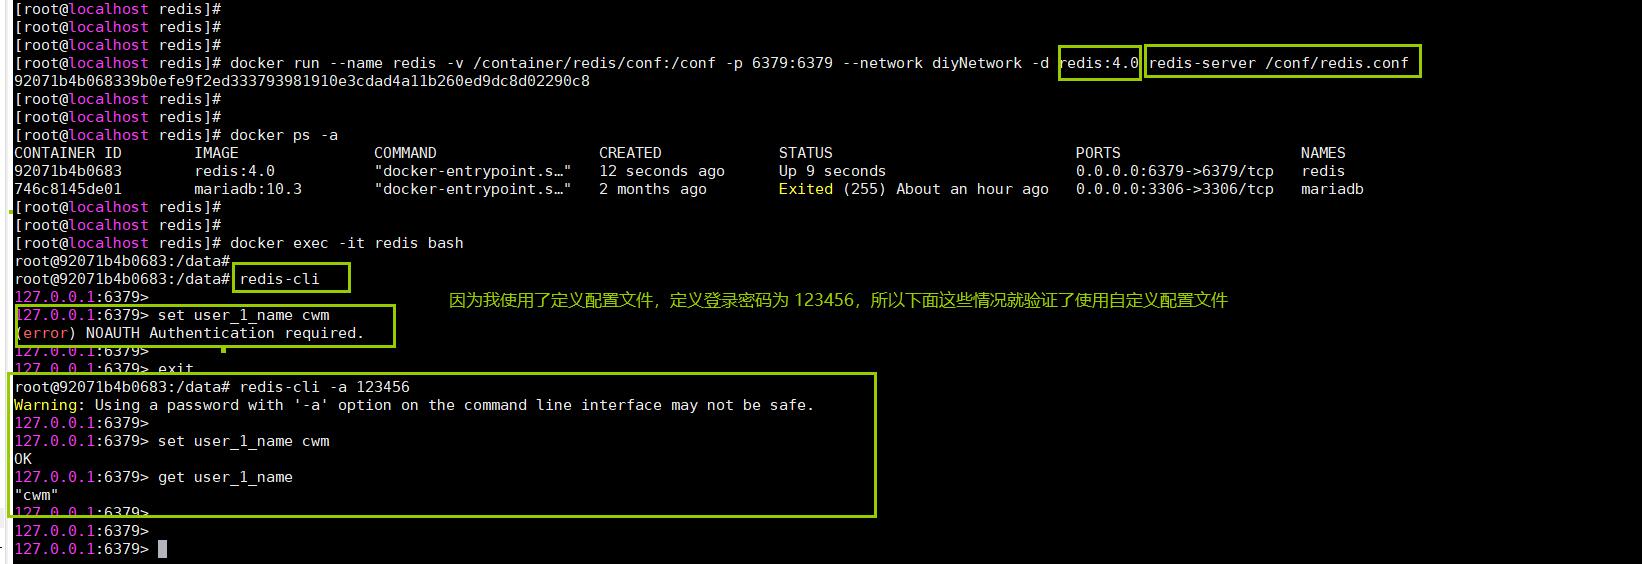 [root@localhost redis]#
[root@localhost redis]#
[root@localhost redis]#
[root@localhost redis]# docker run --name redis -v /container/redis/conf:/conf -p 6379:6379 --network diyNetwork -d redis:4.0 redis-server /conf/redis.conf
92071b4b068339b0efe9f2ed333793981910e3cdad4a11b260ed9dc8d02290c8
[root@localhost redis]#
[root@localhost redis]#
[root@localhost redis]# docker ps -a
CONTAINER ID IMAGE COMMAND CREATED STATUS PORTS NAMES
92071b4b0683 redis:4.0 "docker-entrypoint.s…" 12 seconds ago Up 9 seconds 0.0.0.0:6379->6379/tcp redis
746c8145de01 mariadb:10.3 "docker-entrypoint.s…" 2 months ago Exited (255) About an hour ago 0.0.0.0:3306->3306/tcp mariadb
[root@localhost redis]#
[root@localhost redis]#
[root@localhost redis]# docker exec -it redis bash
root@92071b4b0683:/data#
root@92071b4b0683:/data# redis-cli
127.0.0.1:6379>
因为我使用了定义配置文件，定义登录密码为 123456，所以下面这些情况就验证了使用自定义配置文件
127.0.0.1:6379> set user_1_name cwm
(error) NOAUTH Authentication required.
127.0.0.1:6379>
127.0.0.1:6379> exit
root@92071b4b0683:/data# redis-cli -a 123456
Warning: Using a password with '-a' option on the command line interface may not be safe.
127.0.0.1:6379>
127.0.0.1:6379> set user_1_name cwm
OK
127.0.0.1:6379> get user_1_name
"cwm"
127.0.0.1:6379>
127.0.0.1:6379>
127.0.0.1:6379>